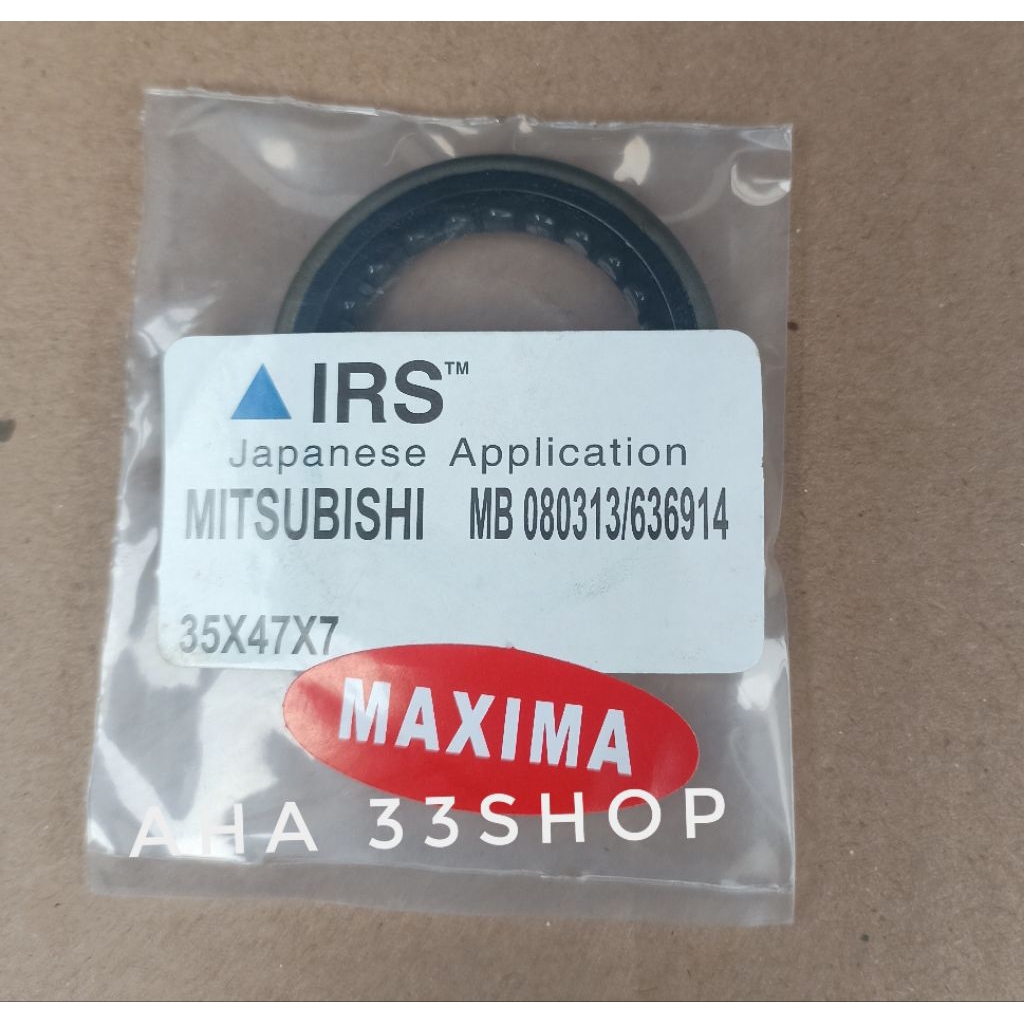 IRS™
Japanese Application
MITSUBISHI MB 080313/636914
35X47X7
MAXIMA
AHA 33SHOP